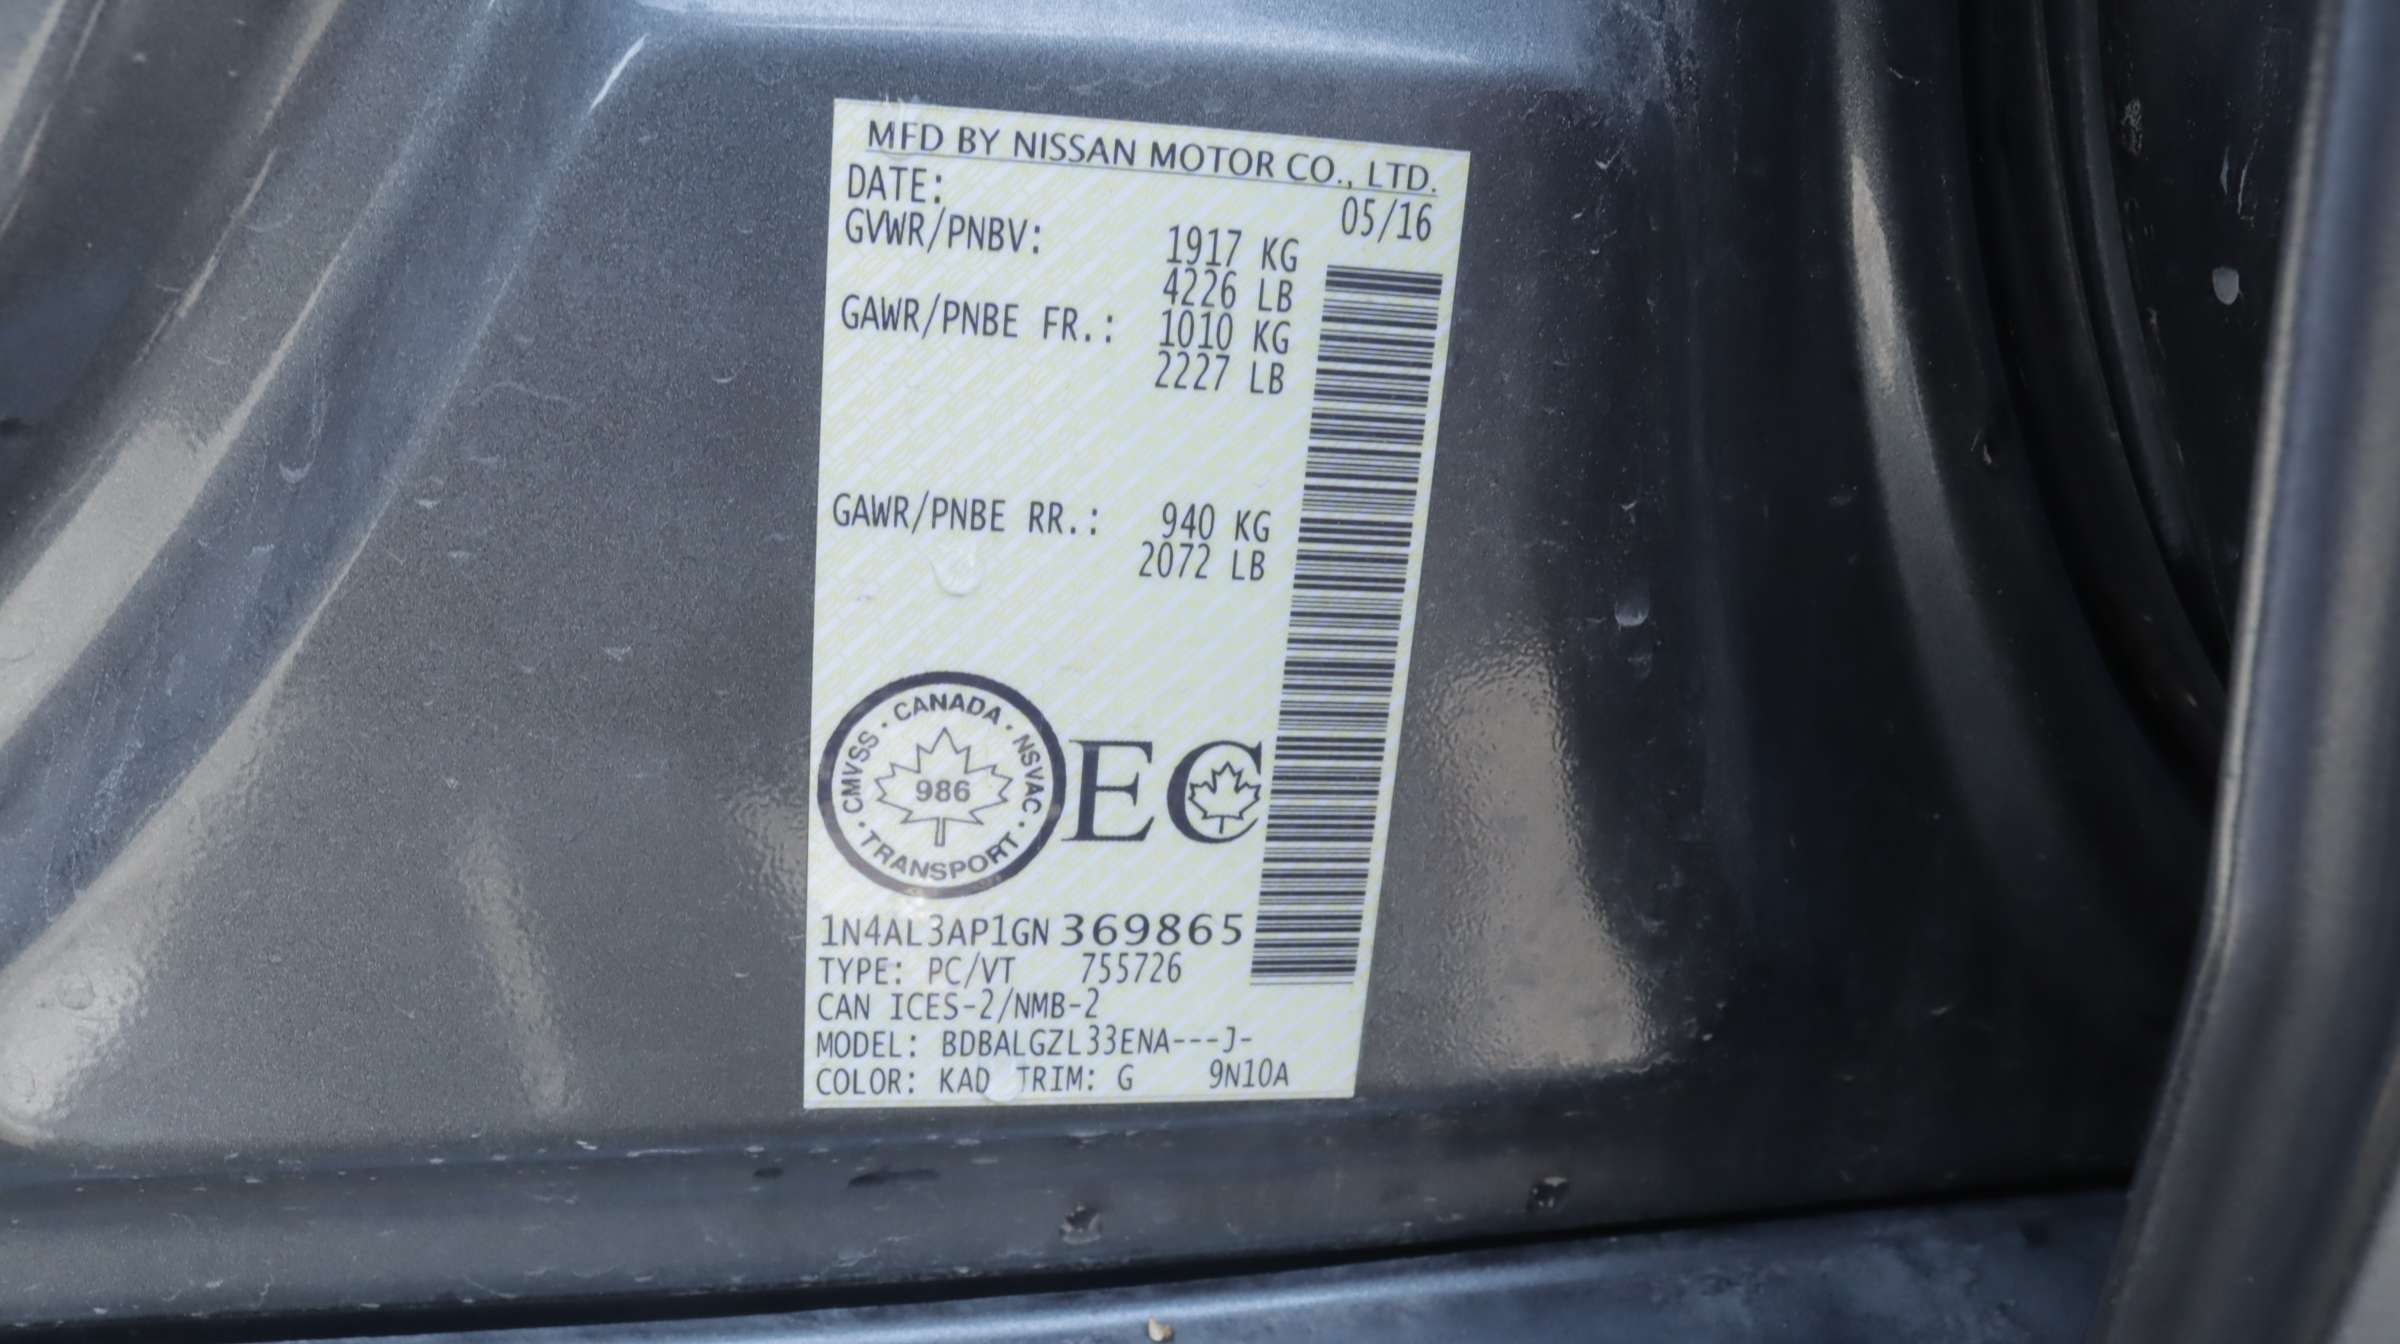 MFD BY NISSAN MOTOR CO., LTD.
DATE: 05/16
GVWR/PNBV: 1917 KG
4226 LB
GAWR/PNBE FR.: 1010 KG
2227 LB
GAWR/PNBE RR.: 940 KG
2072 LB
CANADA · NSVAC · TRANSPORT · CMVSS ·
986
EC
1N4AL3AP1GN369865
TYPE: PC/VT 755726
CAN ICES-2/NMB-2
MODEL: BDBALGZL33ENA---J-
COLOR: KAD TRIM: G 9N10A